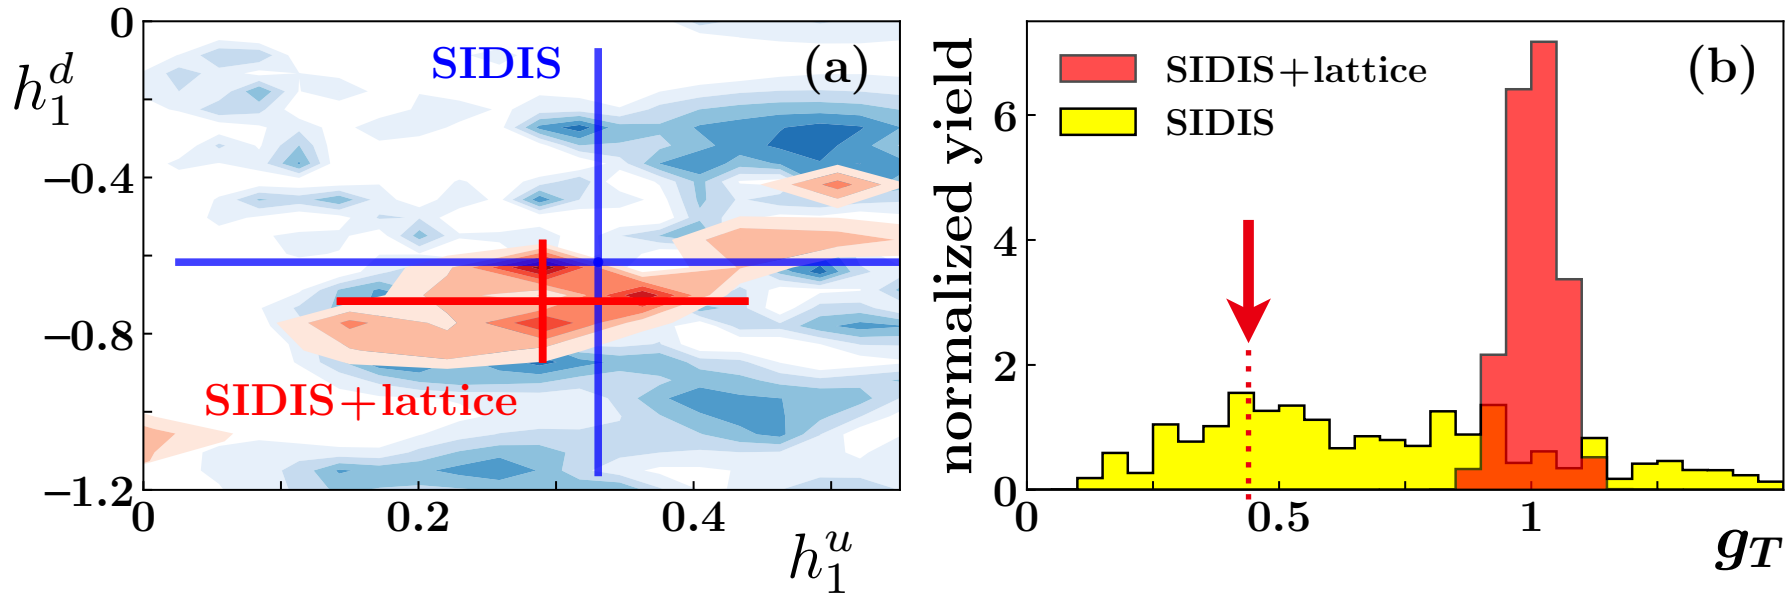 0
−0.4
−0.8
−1.2
h_1^d
SIDIS
(a)
SIDIS+lattice
0
0.2
0.4
h_1^u
normalized yield
6
4
2
0
SIDIS+lattice
SIDIS
(b)
0
0.5
1
g_T